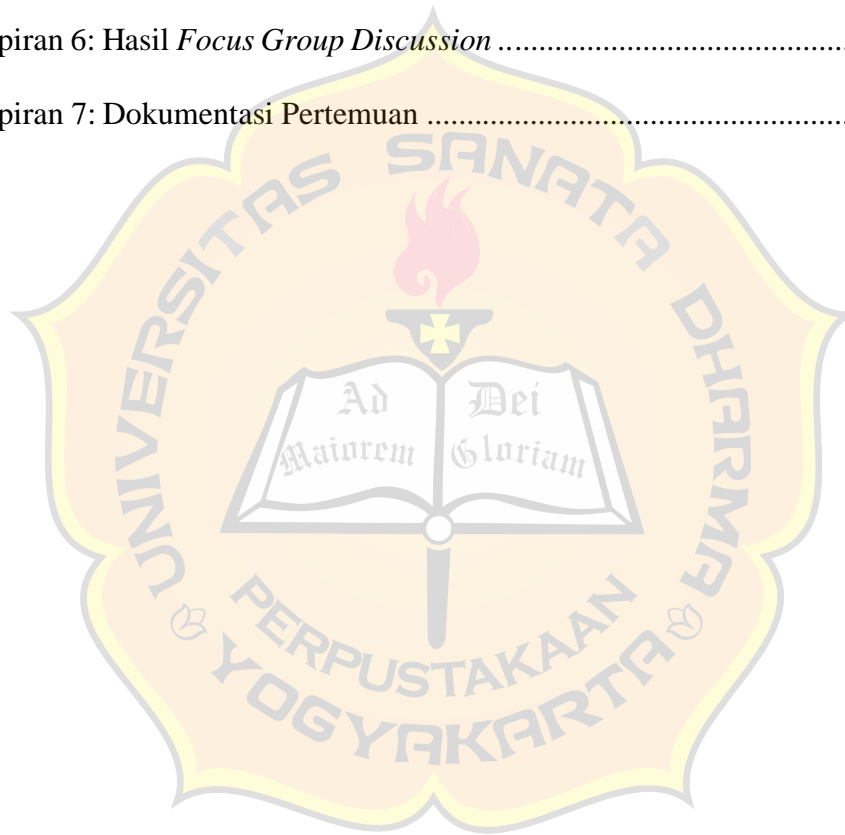 piran 6: Hasil Focus Group Discussion ............................................
piran 7: Dokumentasi Pertemuan .....................................................
UNIVERSITAS SANATA DHARMA
Ad
Maiorem
Dei
Gloriam
PERPUSTAKAAN
YOGYAKARTA